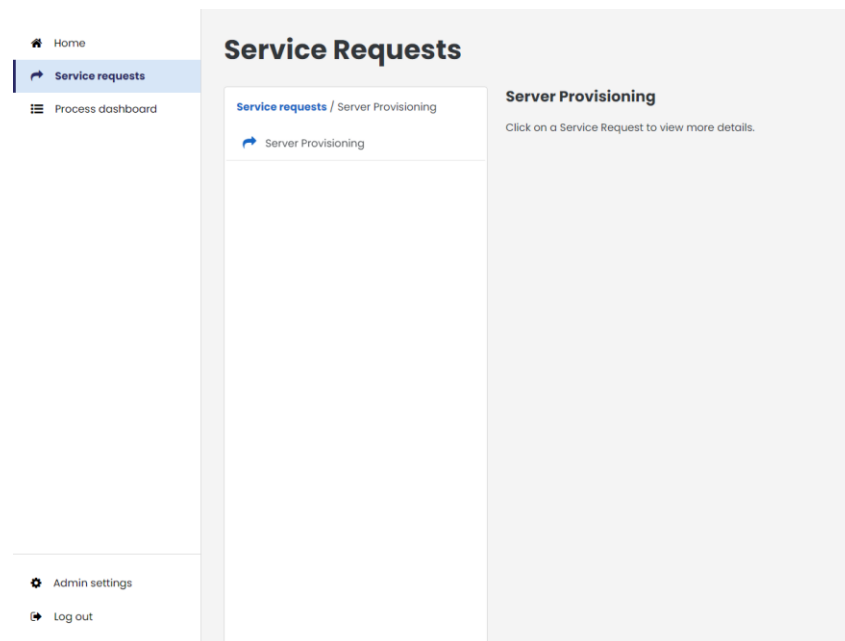 Home
Service requests
Process dashboard
Admin settings
Log out
Service Requests
Service requests / Server Provisioning
Server Provisioning
Server Provisioning
Click on a Service Request to view more details.